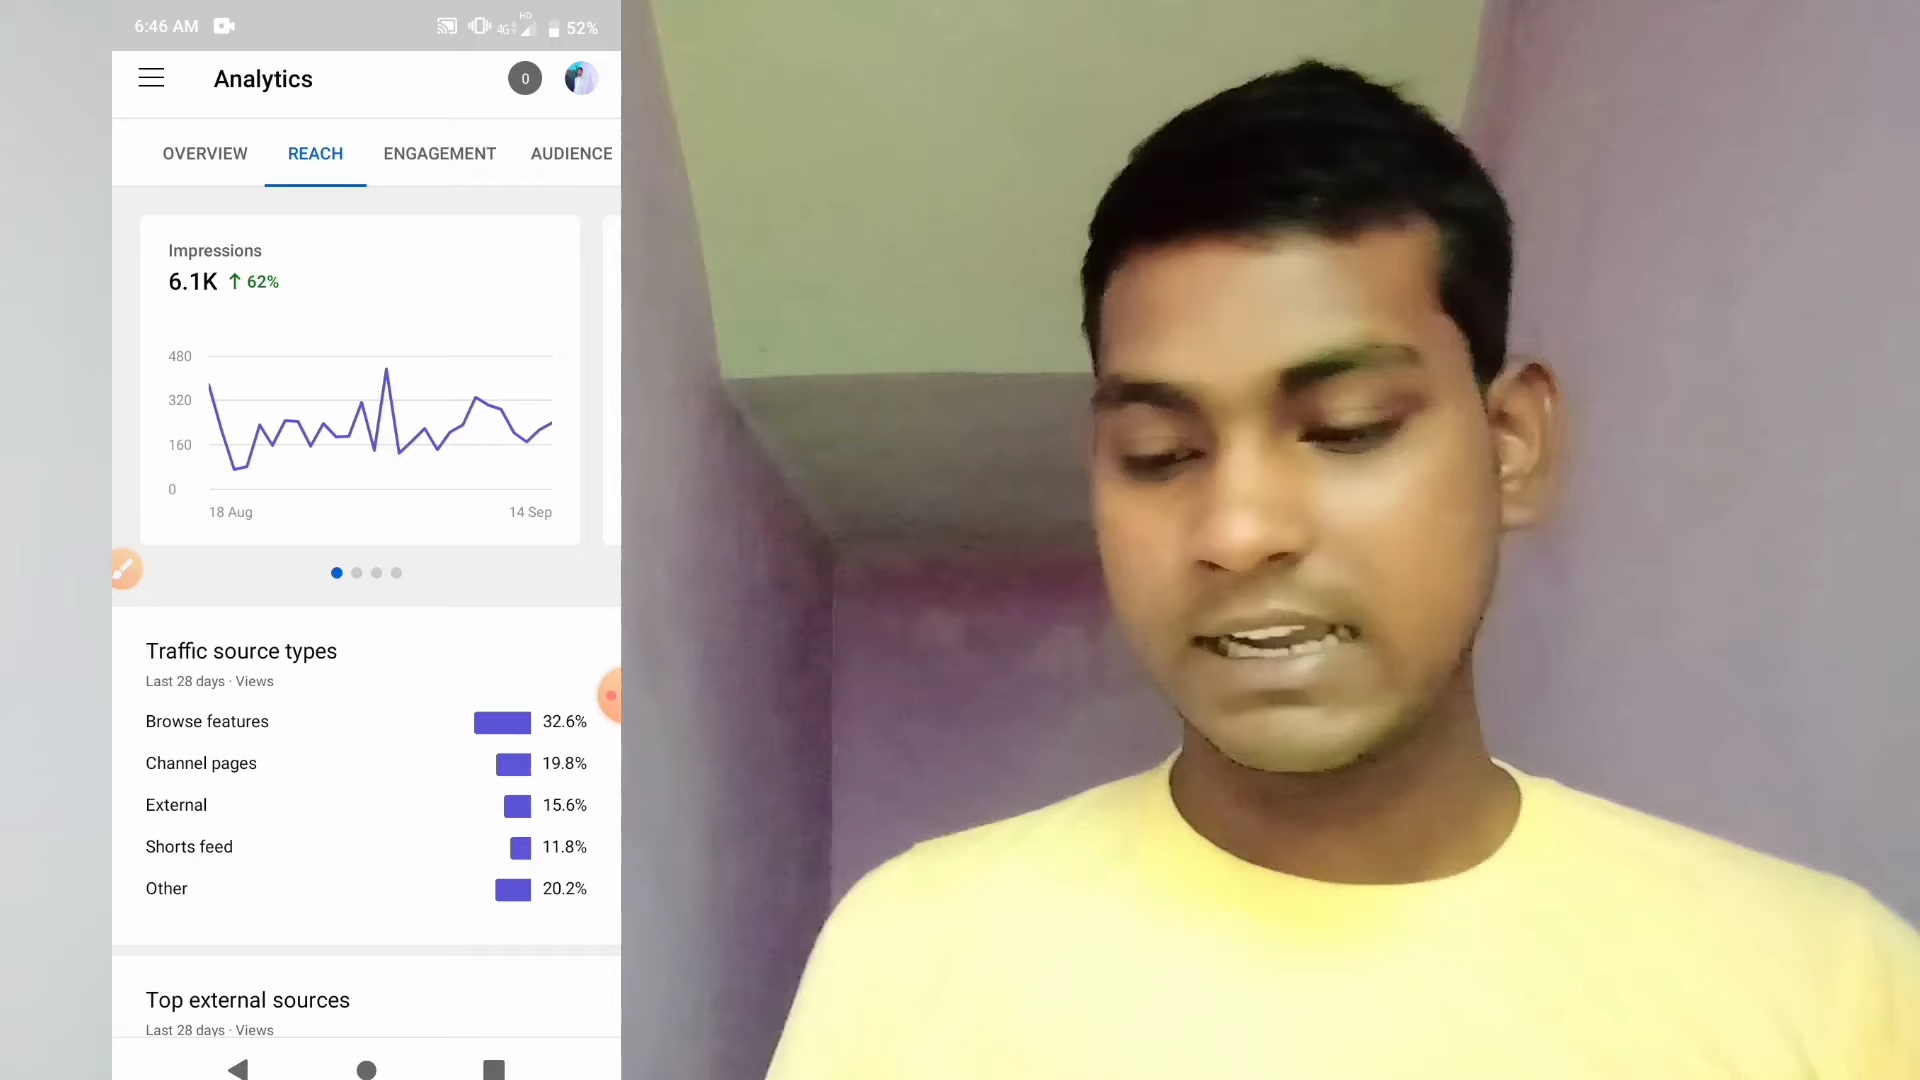 6:46 AM 4G HD 52%
Analytics 0
OVERVIEW REACH ENGAGEMENT AUDIENCE
Impressions
6.1K ↑ 62%
480
320
160
0
18 Aug 14 Sep
Traffic source types
Last 28 days · Views
Browse features 32.6%
Channel pages 19.8%
External 15.6%
Shorts feed 11.8%
Other 20.2%
Top external sources
Last 28 days · Views